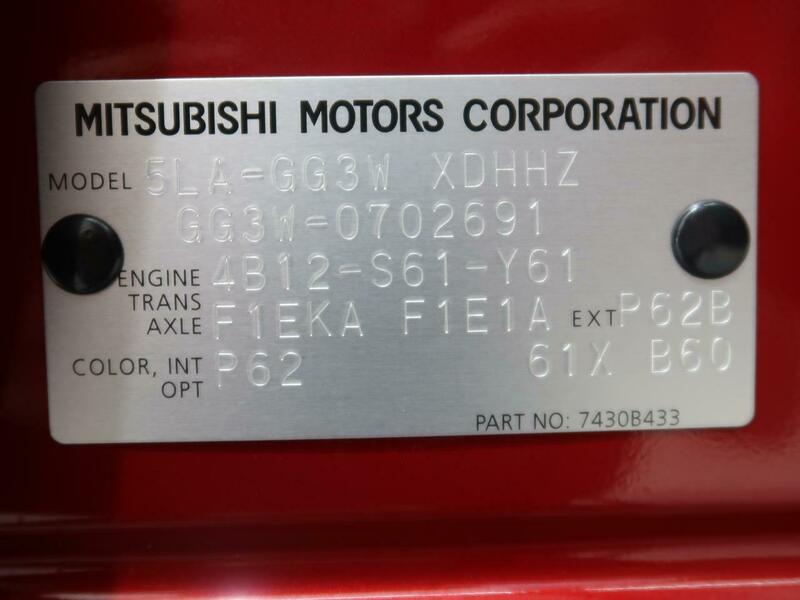 MITSUBISHI MOTORS CORPORATION
MODEL 5LA-GG3W XDHHZ
GG3W-0702691
ENGINE 4B12-S61-Y61
TRANS
AXLE F1EKA F1E1A EXT P62B
COLOR, INT
OPT P62 61X B60
PART NO: 7430B433